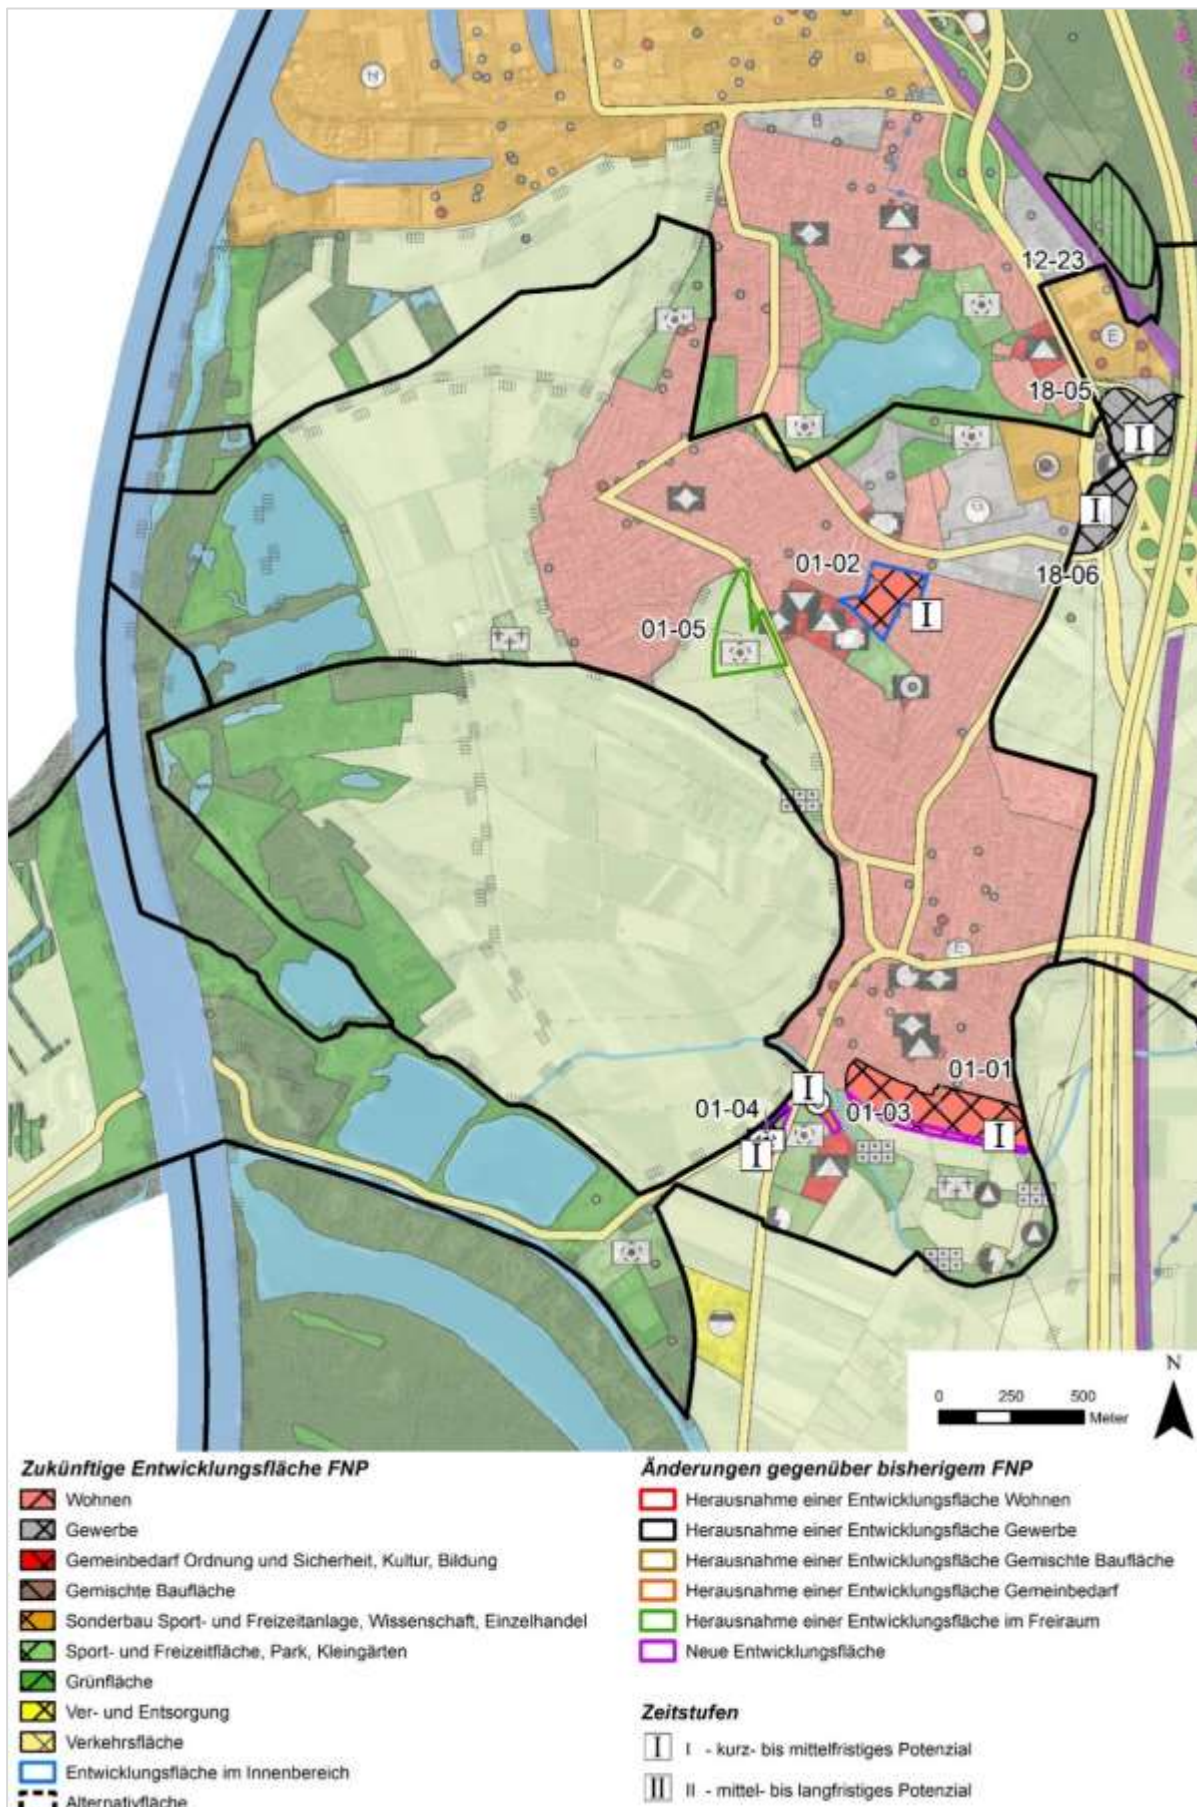 12-23
18-05
I
I
01-02
18-06
I
01-05
E
01-01
I
01-04
01-03
I
I
N
0 250 500
Meter
Zukünftige Entwicklungsfläche FNP
Wohnen
Gewerbe
Gemeinbedarf Ordnung und Sicherheit, Kultur, Bildung
Gemischte Baufläche
Sonderbau Sport- und Freizeitanlage, Wissenschaft, Einzelhandel
Sport- und Freizeitfläche, Park, Kleingärten
Grünfläche
Ver- und Entsorgung
Verkehrsfläche
Entwicklungsfläche im Innenbereich
Alternativfläche
Änderungen gegenüber bisherigem FNP
Herausnahme einer Entwicklungsfläche Wohnen
Herausnahme einer Entwicklungsfläche Gewerbe
Herausnahme einer Entwicklungsfläche Gemischte Baufläche
Herausnahme einer Entwicklungsfläche Gemeinbedarf
Herausnahme einer Entwicklungsfläche im Freiraum
Neue Entwicklungsfläche
Zeitstufen
I I - kurz- bis mittelfristiges Potenzial
II II - mittel- bis langfristiges Potenzial